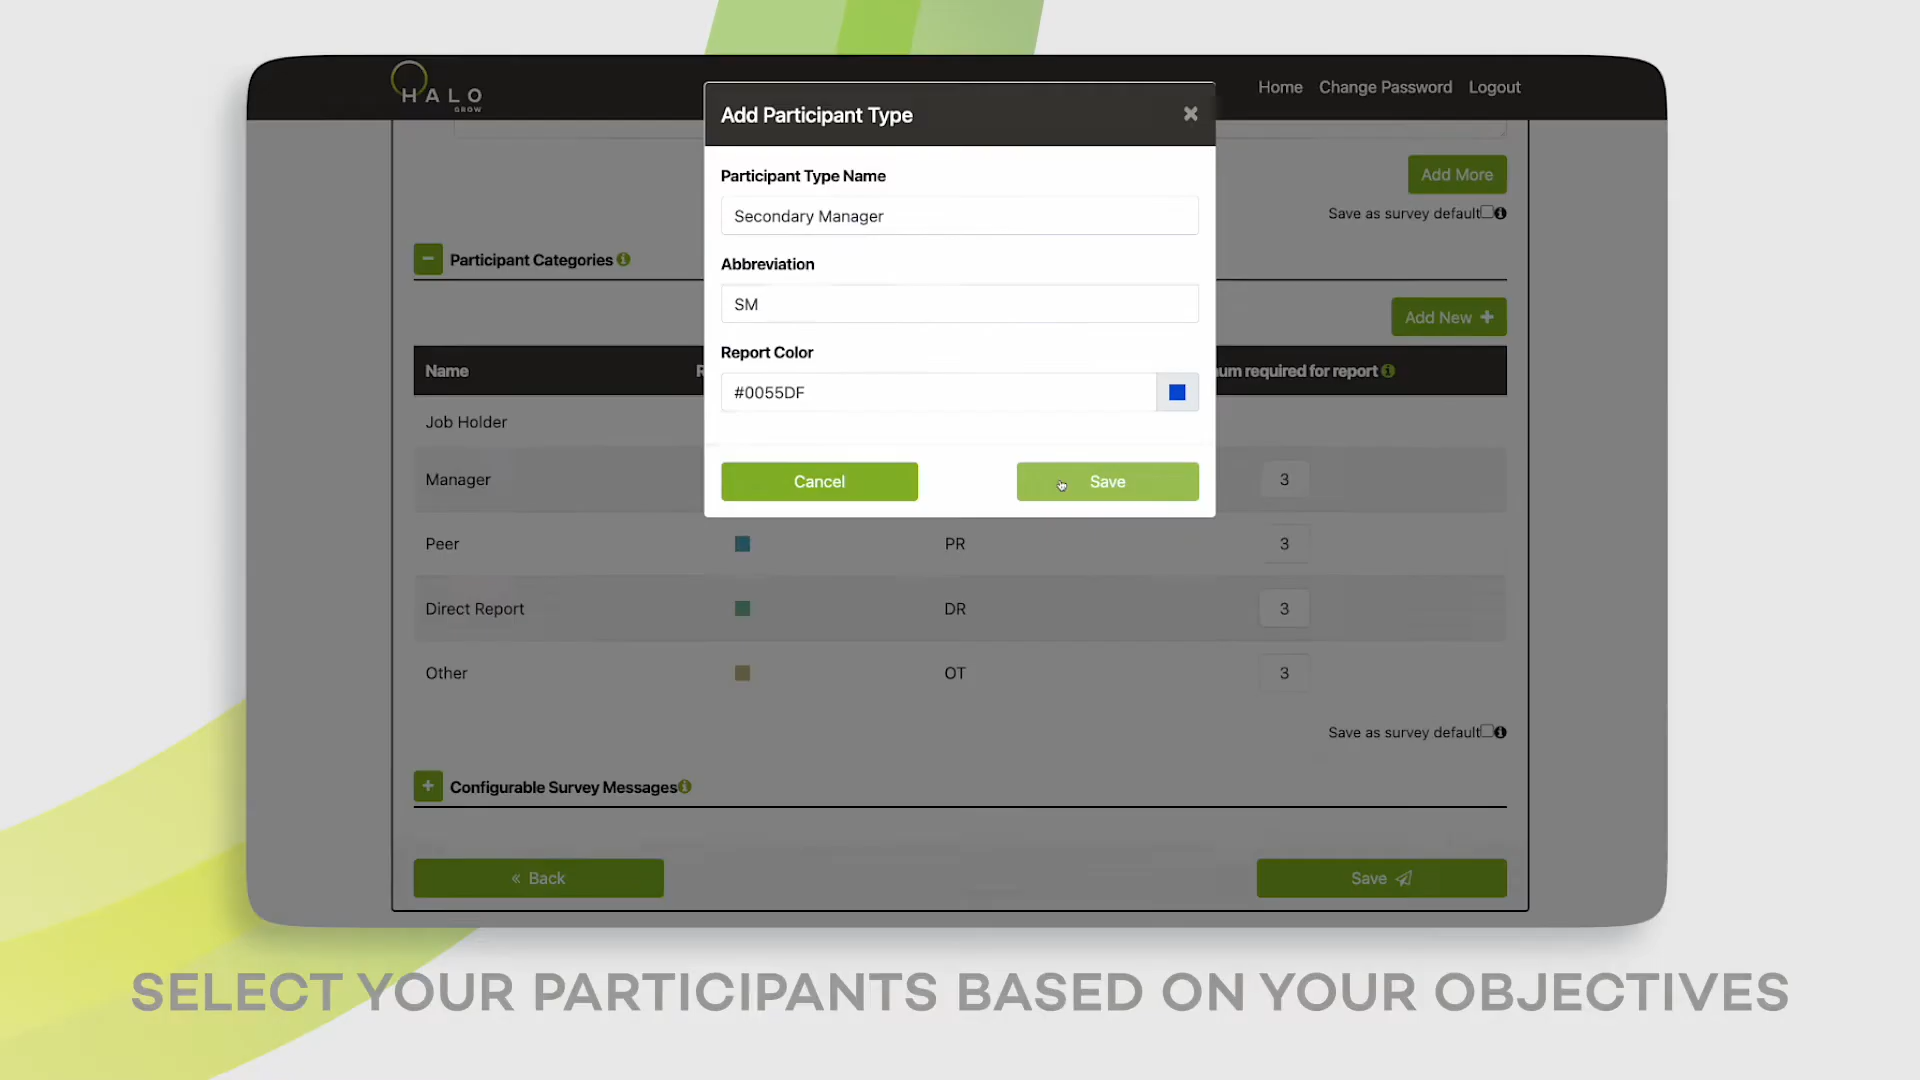 HALO
GROW
Home Change Password Logout
Add Participant Type
Participant Type Name
Secondary Manager
Abbreviation
SM
Report Color
#0055DF
Cancel Save
Add More
Save as survey default
Participant Categories
Add New
Name
required for report
Job Holder
Manager 3
Peer PR 3
Direct Report DR 3
Other OT 3
Save as survey default
Configurable Survey Messages
« Back
Save
SELECT YOUR PARTICIPANTS BASED ON YOUR OBJECTIVES